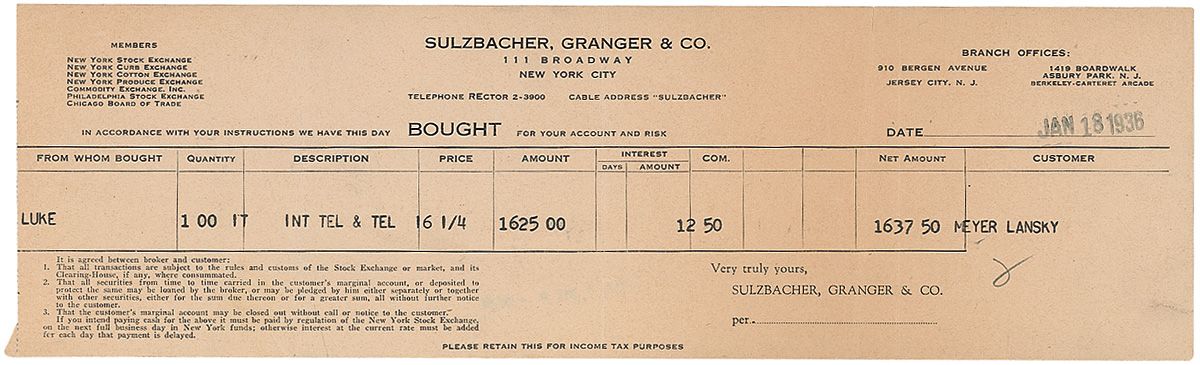 MEMBERS
NEW YORK STOCK EXCHANGE
NEW YORK CURB EXCHANGE
NEW YORK COTTON EXCHANGE
NEW YORK PRODUCE EXCHANGE
COMMODITY EXCHANGE, INC.
PHILADELPHIA STOCK EXCHANGE
CHICAGO BOARD OF TRADE
SULZBACHER, GRANGER & CO.
111 BROADWAY
NEW YORK CITY
TELEPHONE RECTOR 2-3900 CABLE ADDRESS "SULZBACHER"
BRANCH OFFICES:
910 BERGEN AVENUE
JERSEY CITY, N. J.
1419 BOARDWALK
ASBURY PARK, N. J.
BERKELEY-CARTERET ARCADE
IN ACCORDANCE WITH YOUR INSTRUCTIONS WE HAVE THIS DAY BOUGHT FOR YOUR ACCOUNT AND RISK
DATE JAN 18 1936
FROM WHOM BOUGHT QUANTITY DESCRIPTION PRICE AMOUNT INTEREST DAYS AMOUNT COM. NET AMOUNT CUSTOMER
LUKE 1 00 IT INT TEL & TEL 16 1/4 1625 00 12 50 1637 50 MEYER LANSKY
It is agreed between broker and customer:
1. That all transactions are subject to the rules and customs of the Stock Exchange or market, and its
Clearing-House, if any, where consummated.
2. That all securities from time to time carried in the customer's marginal account, or deposited to
protect the same may be loaned by the broker, or may be pledged by him either separately or together
with other securities, either for the sum due thereon or for a greater sum, all without further notice
to the customer.
3. That the customer's marginal account may be closed out without call or notice to the customer.
If you intend paying cash for the above it must be paid by regulation of the New York Stock Exchange,
on the next full business day in New York funds; otherwise interest at the current rate must be added
for each day that payment is delayed.
Very truly yours,
SULZBACHER, GRANGER & CO.
per
PLEASE RETAIN THIS FOR INCOME TAX PURPOSES